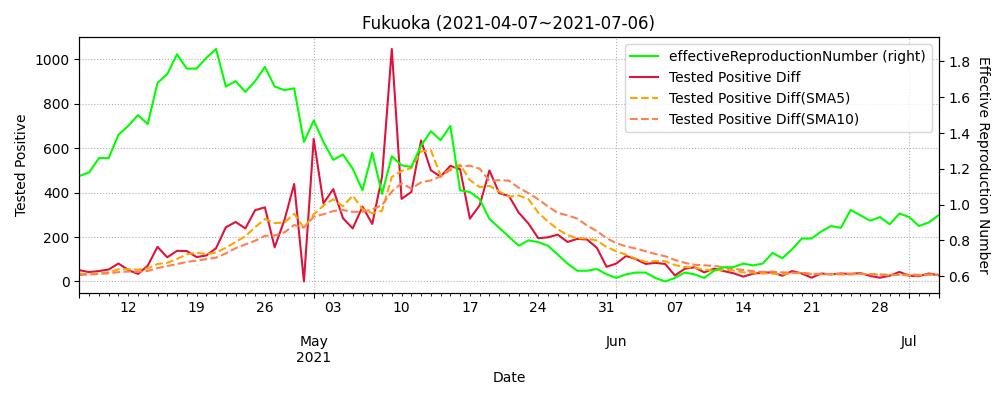 Fukuoka (2021-04-07~2021-07-06)
effectiveReproductionNumber (right)
Tested Positive Diff
Tested Positive Diff(SMA5)
Tested Positive Diff(SMA10)
Tested Positive
1000
800
600
400
200
0
Effective Reproduction Number
1.8
1.6
1.4
1.2
1.0
0.8
0.6
12 19 26 03 10 17 24 31 07 14 21 28
May Jun Jul
2021
Date